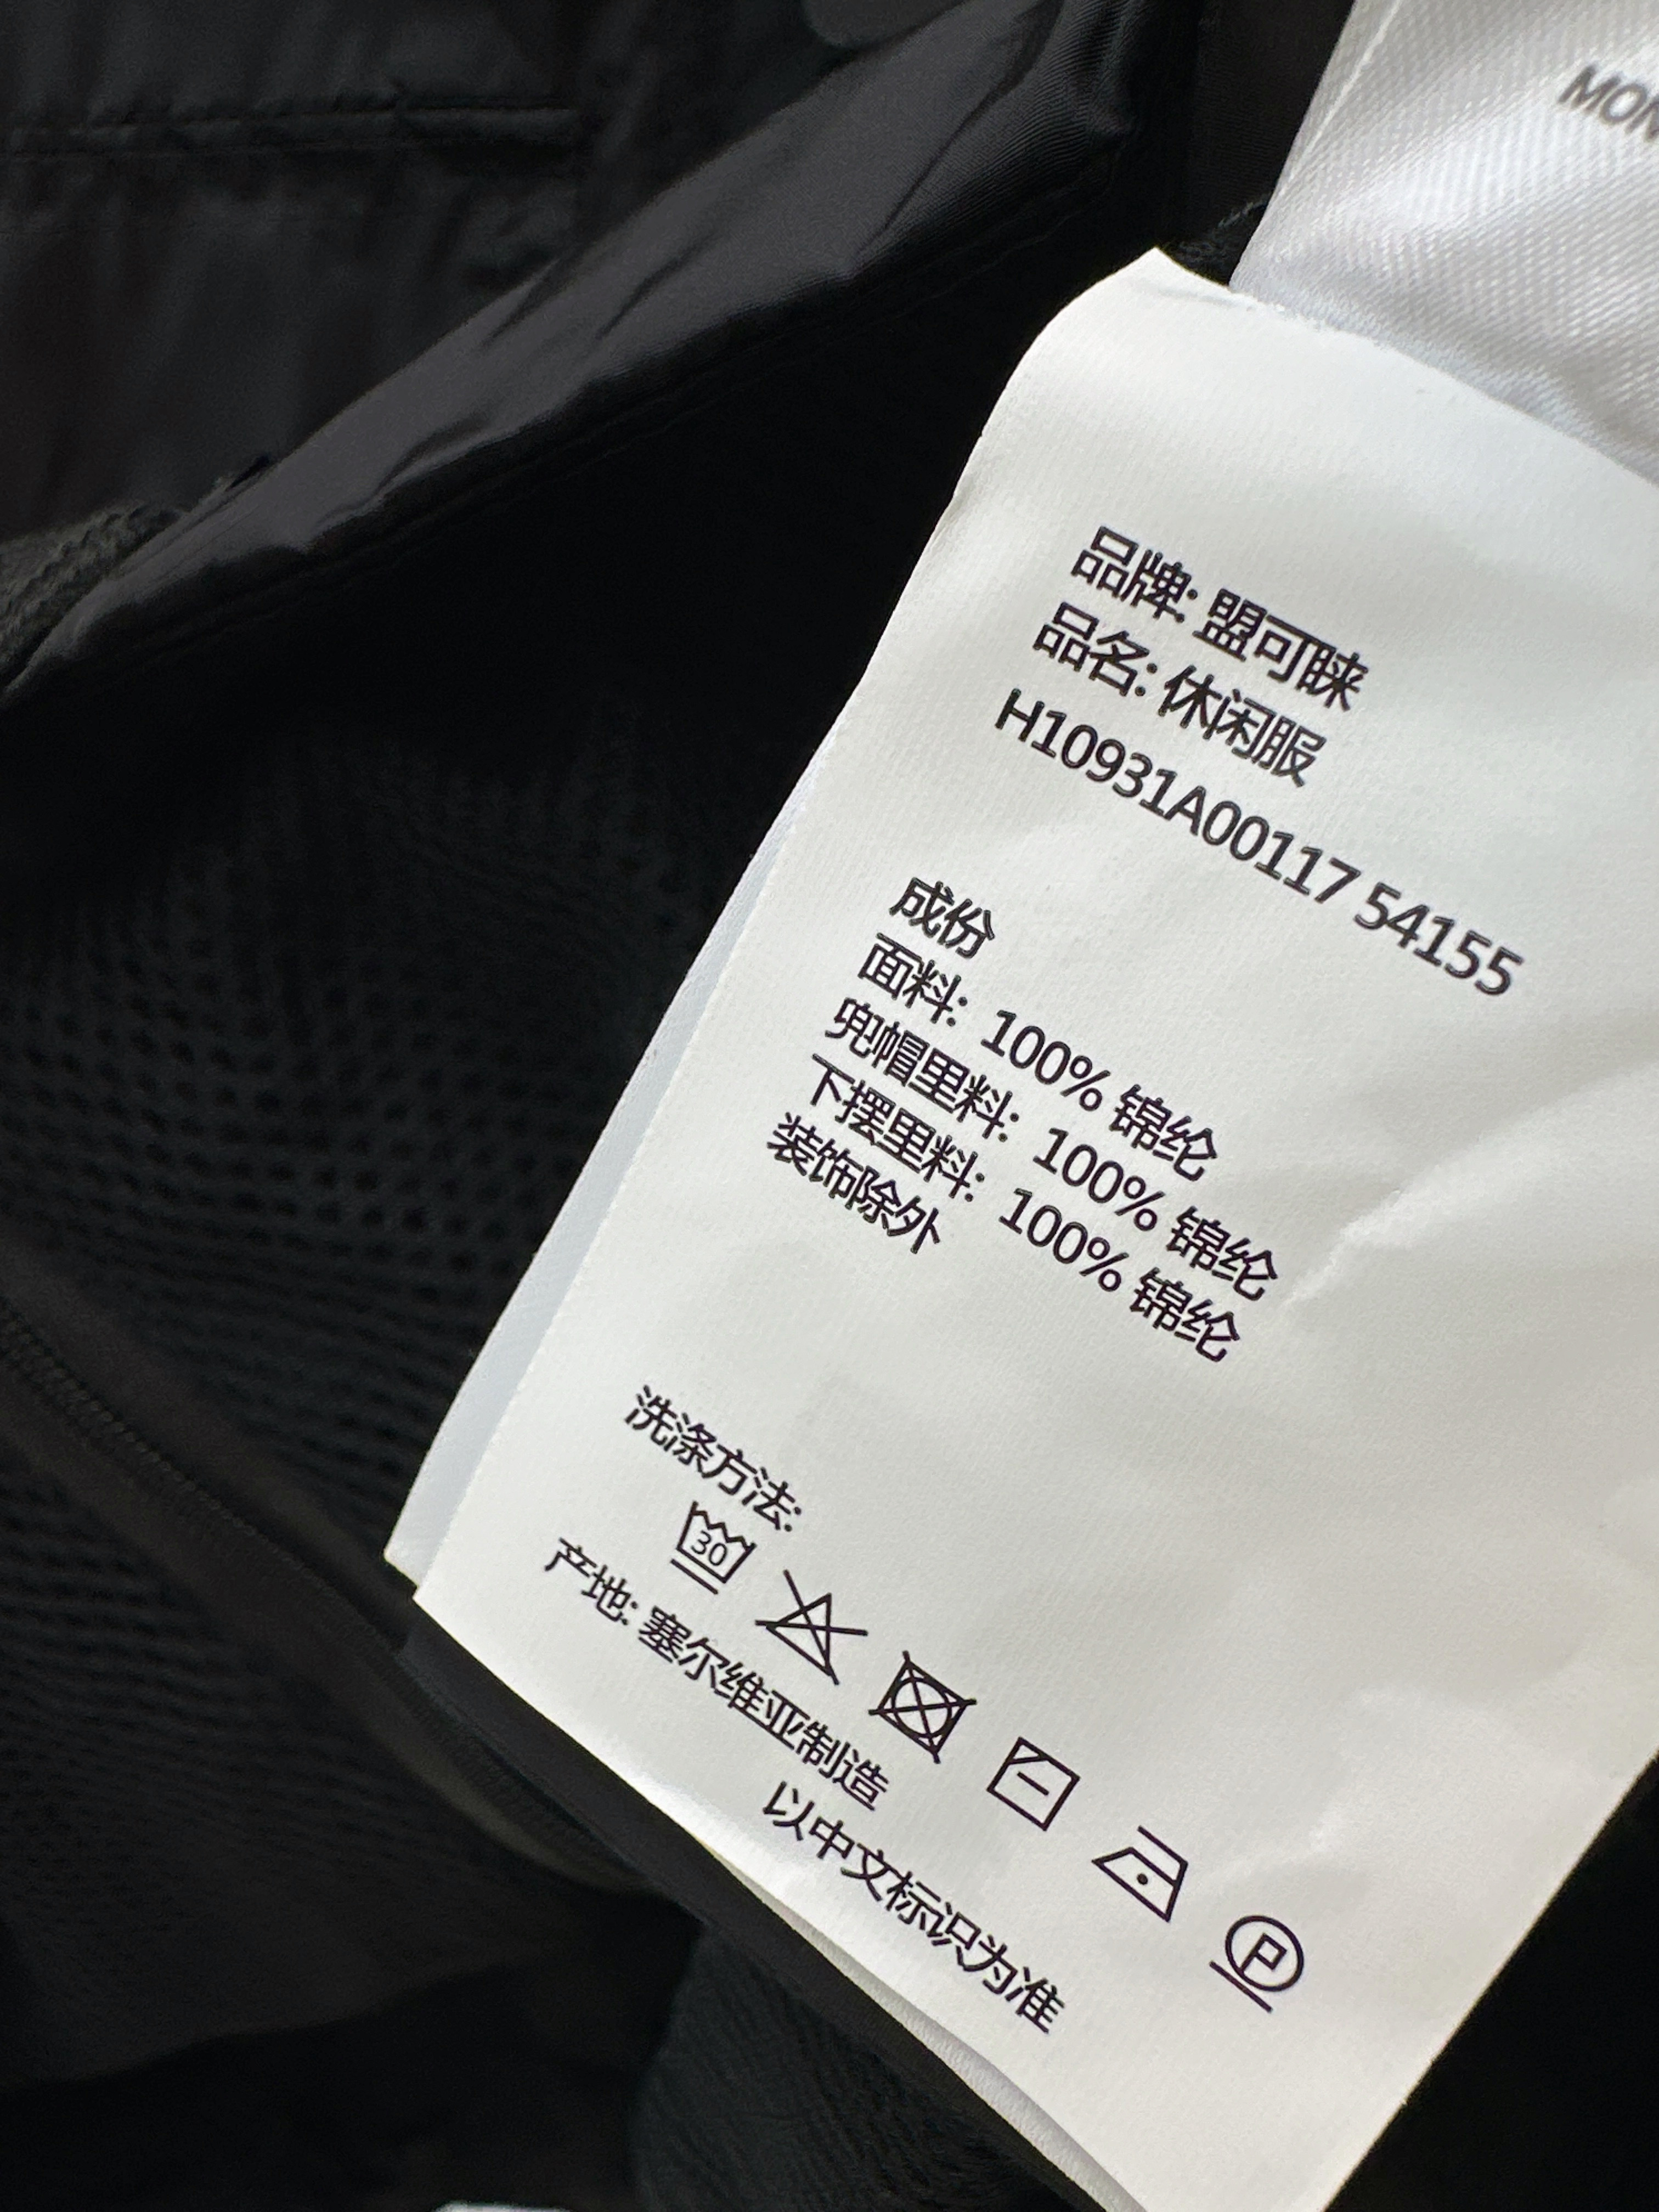 MON
品牌: 盟可睐
品名: 休闲服
H10931A00117 54155
成份
面料: 100% 锦纶
兜帽里料: 100% 锦纶
下摆里料: 100% 锦纶
装饰除外
洗涤方法:
30
P
产地: 塞尔维亚制造
以中文标识为准